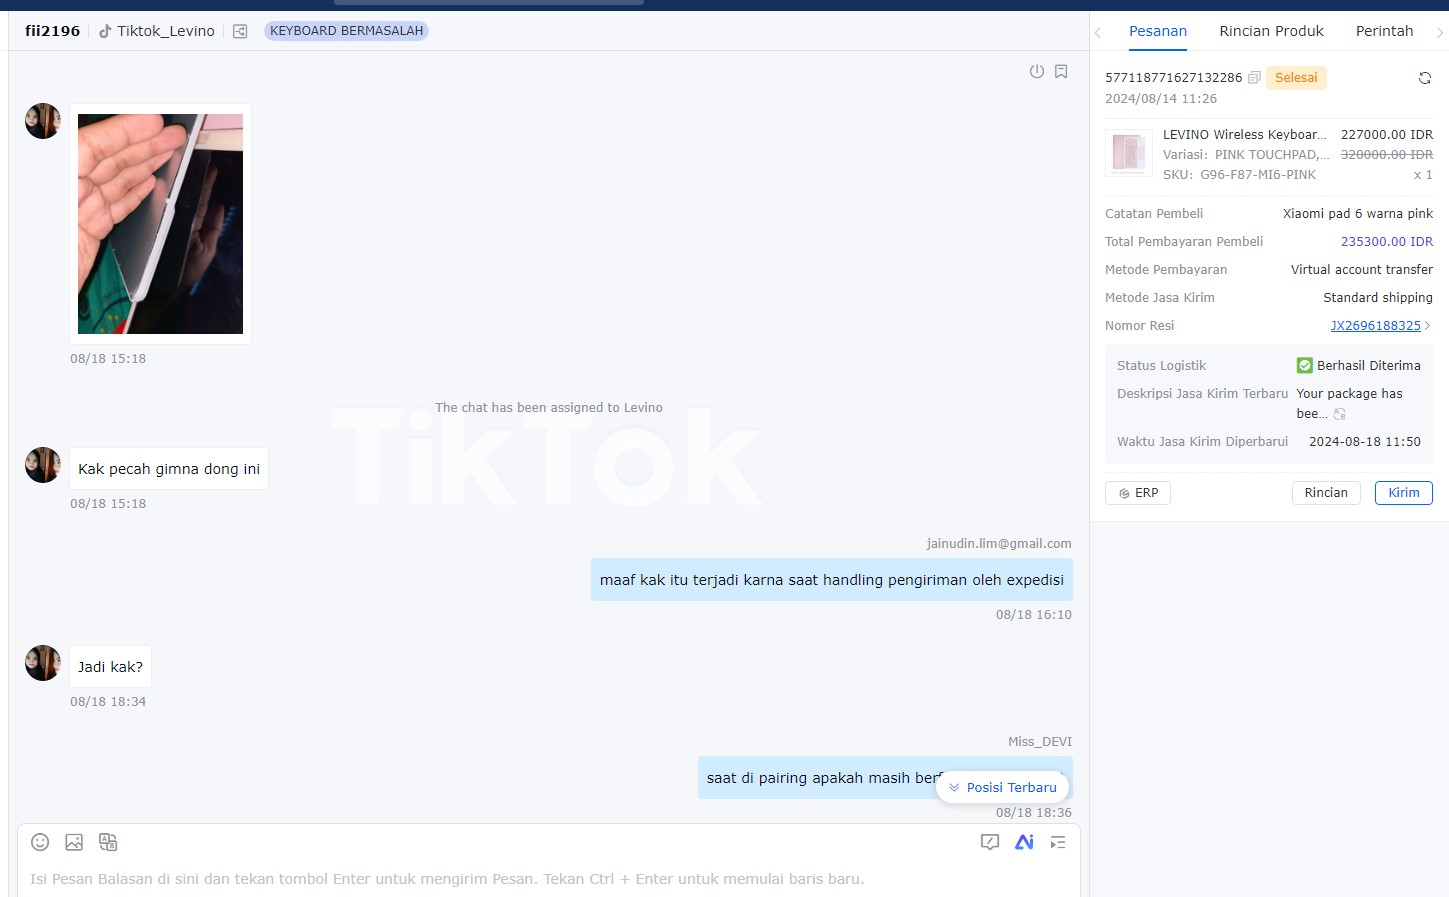 fii2196
Tiktok_Levino
KEYBOARD BERMASALAH
08/18 15:18
The chat has been assigned to Levino
TikTok
Kak pecah gimna dong ini
08/18 15:18
jainudin.lim@gmail.com
maaf kak itu terjadi karna saat handling pengiriman oleh expedisi
08/18 16:10
Jadi kak?
08/18 18:34
Miss_DEVI
saat di pairing apakah masih
Posisi Terbaru
08/18 18:36
Isi Pesan Balasan di sini dan tekan tombol Enter untuk mengirim Pesan. Tekan Ctrl + Enter untuk memulai baris baru.
Pesanan
Rincian Produk
Perintah
577118771627132286
Selesai
2024/08/14 11:26
LEVINO Wireless Keyboar... 227000.00 IDR
Variasi: PINK TOUCHPAD,... 320000.00 IDR
SKU: G96-F87-MI6-PINK x 1
Catatan Pembeli Xiaomi pad 6 warna pink
Total Pembayaran Pembeli 235300.00 IDR
Metode Pembayaran Virtual account transfer
Metode Jasa Kirim Standard shipping
Nomor Resi JX2696188325
Status Logistik Berhasil Diterima
Deskripsi Jasa Kirim Terbaru Your package has
bee...
Waktu Jasa Kirim Diperbarui 2024-08-18 11:50
ERP
Rincian
Kirim